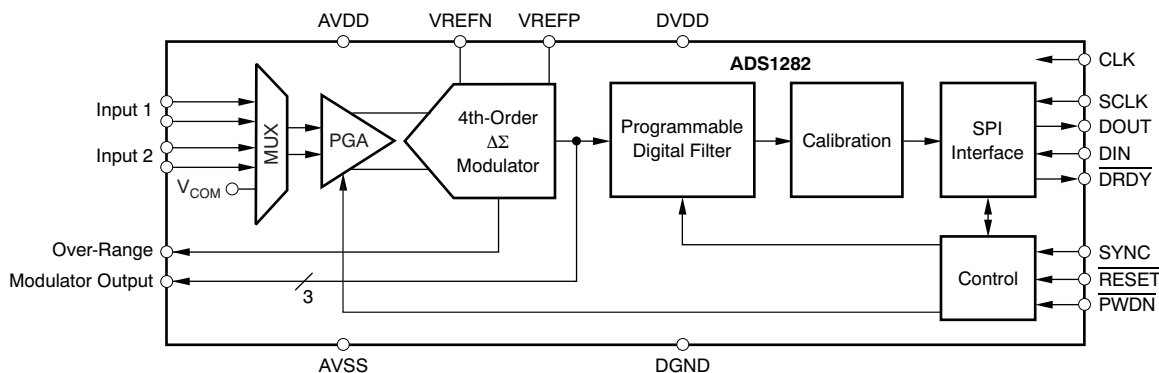 AVDD
VREFN
VREFP
DVDD
ADS1282
CLK
Input 1
Input 2
V_COM
MUX
PGA
4th-Order
ΔΣ
Modulator
Programmable
Digital Filter
Calibration
SPI
Interface
SCLK
DOUT
DIN
DRDY
Over-Range
Modulator Output
3
Control
SYNC
RESET
PWDN
AVSS
DGND